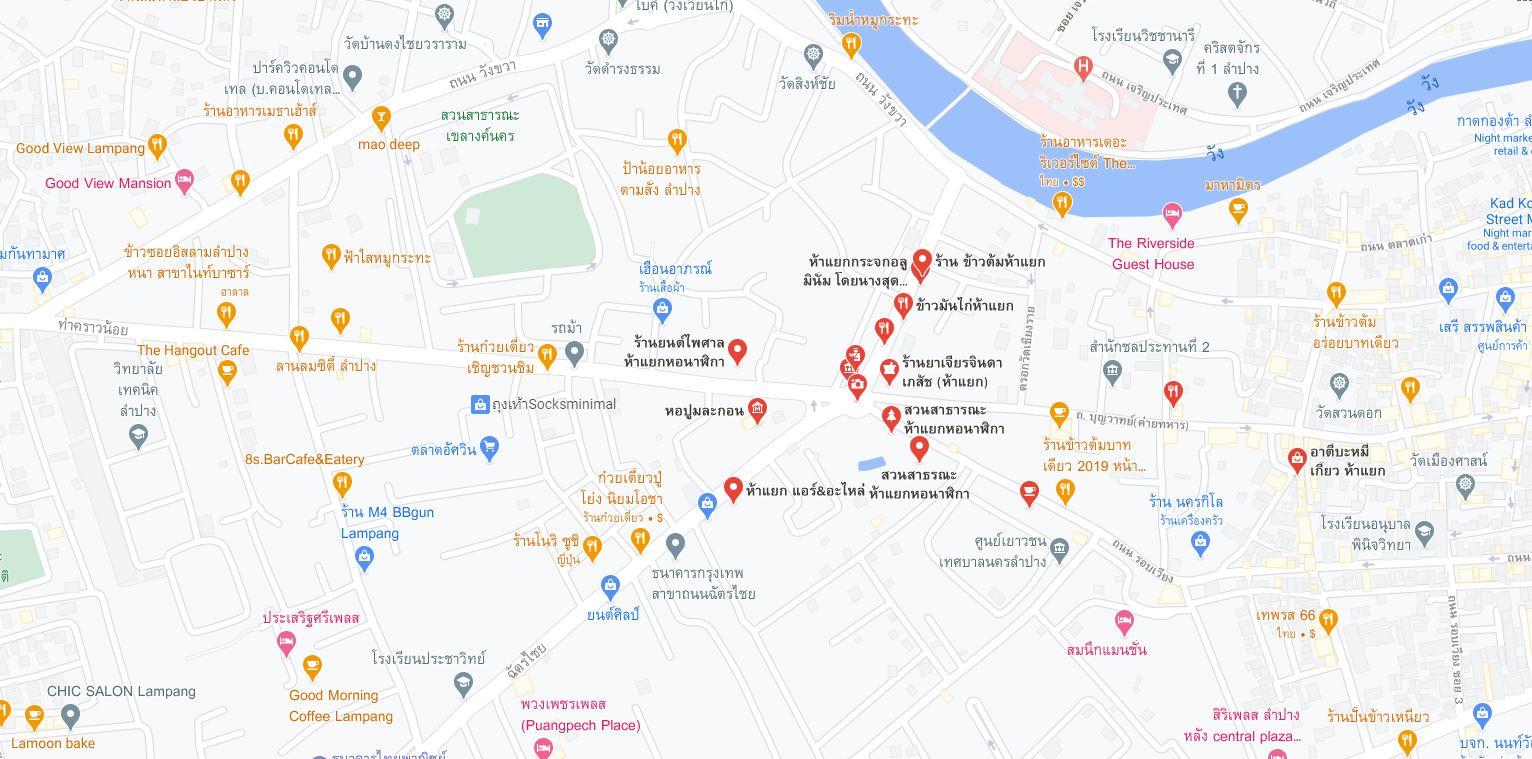 ไบค์ (วงเวียนไก่)
ริมน้ำหมูกระทะ
วัดบ้านดงไชยวราราม
ถนน วังขวา
วัดดำรงธรรม
วัดสิงห์ชัย
ถนน วังขวา
โรงเรียนวิชชานารี
คริสตจักร
ที่ 1 ลำปาง
ถนน เจริญประเทศ
ถนน เจริญประเทศ
วัง
วัง
วัง
ปาร์ควิวคอนโด
เทล (บ.คอนโดเทล...
ร้านอาหารเมธาเฮ้าส์
mao deep
สวนสาธารณะ
เขลางค์นคร
Good View Lampang
Good View Mansion
ป้าน้อยอาหาร
ตามสั่ง ลำปาง
ร้านอาหารเดอะ
ริเวอร์ไซด์ The...
ไทย • $$
มาหามิตร
The Riverside
Guest House
ถนน ตลาดเก่า
Night marke
retail &
Kad Ko
Street M
Night mar
food & enterta
ข้าวซอยอิสลามลำปาง
หนา สาขาไนท์บาซาร์
ฮาลาล
ฟ้าใสหมูกระทะ
เฮือนอาภรณ์
ร้านเสื้อผ้า
ห้าแยกกระจกอลู
มินัม โดยนางสุด...
ร้าน ข้าวต้มห้าแยก
ข้าวมันไก่ห้าแยก
ท่าคราวน้อย
The Hangout Cafe
ลานลมซิตี้ ลำปาง
วิทยาลัย
เทคนิค
ลำปาง
รถม้า
ร้านก๋วยเตี๋ยว
เชิญชวนชิม
ร้านยนต์ไพศาล
ห้าแยกหอนาฬิกา
ร้านยาเจียรจินดา
เภสัช (ห้าแยก)
ตรอกวัดเชียงราย
สำนักชลประทานที่ 2
ร้านข้าวต้ม
อร่อยบาทเดียว
เสรี สรรพสินค้า
ศูนย์การค้า
ถุงเท้าSocksminimal
หอปูมละกอน
สวนสาธารณะ
ห้าแยกหอนาฬิกา
ถ. บุญวาทย์(ค่ายทหาร)
วัดสวนดอก
ตลาดอัศวิน
8s.BarCafe&Eatery
ร้าน M4 BBgun
Lampang
ก๋วยเตี๋ยวปู่
โย่ง นิยมโอชา
ร้านก๋วยเตี๋ยว • $
ห้าแยก แอร์&อะไหล่
สวนสาธรณะ
ห้าแยกหอนาฬิกา
ร้านข้าวต้มบาท
เดียว 2019 หน้า...
อาตี๋บะหมี่
เกี๊ยว ห้าแยก
วัดเมืองศาสน์
ร้าน นครกิโล
ร้านเครื่องครัว
โรงเรียนอนุบาล
พินิจวิทยา
ร้านโนริ ซูชิ
ญี่ปุ่น
ธนาคารกรุงเทพ
สาขาถนนฉัตรไชย
ศูนย์เยาวชน
เทศบาลนครลำปาง
ถนน รอบเวียง
ยนต์ศิลป์
ประเสริฐศรีเพลส
โรงเรียนประชาวิทย์
ฉัตรไชย
สมนึกแมนชั่น
เทพรส 66
ไทย • $
ถนน รอบเวียง ซอย 3
CHIC SALON Lampang
Good Morning
Coffee Lampang
Lamoon bake
พวงเพชรเพลส
(Puangpech Place)
สิริเพลส ลำปาง
หลัง central plaza...
ร้านปั้นข้าวเหนียว